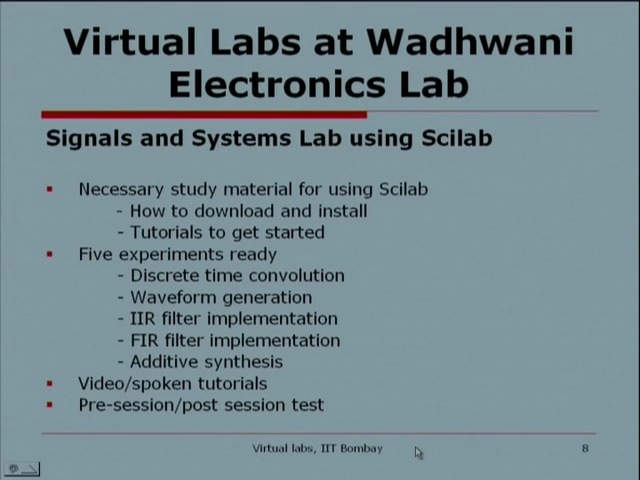 Virtual Labs at Wadhwani
Electronics Lab
Signals and Systems Lab using Scilab
▪ Necessary study material for using Scilab
- How to download and install
- Tutorials to get started
▪ Five experiments ready
- Discrete time convolution
- Waveform generation
- IIR filter implementation
- FIR filter implementation
- Additive synthesis
▪ Video/spoken tutorials
▪ Pre-session/post session test
Virtual labs, IIT Bombay 8